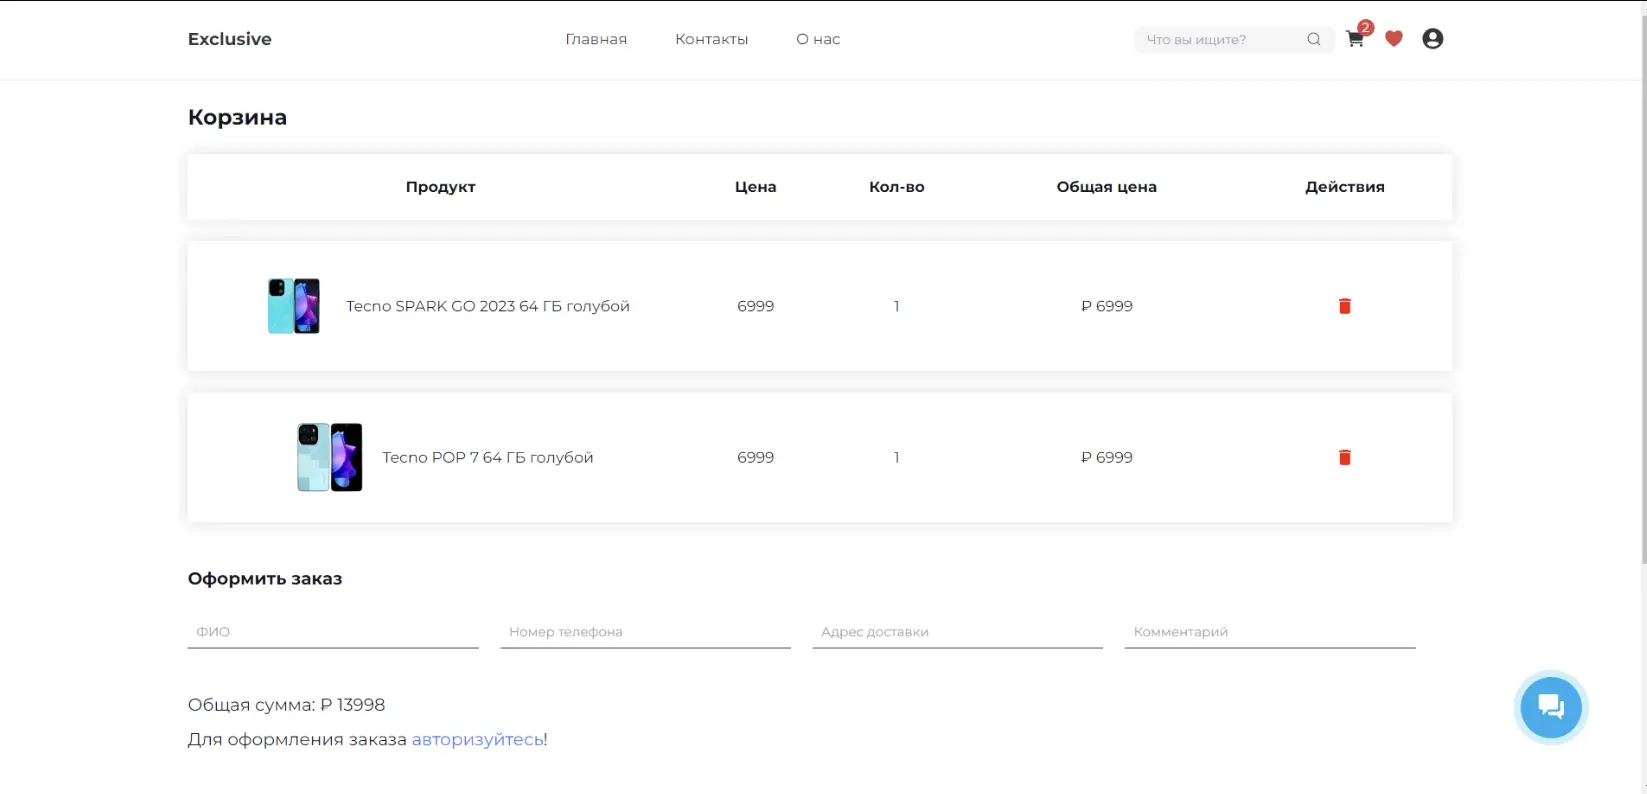 Exclusive
Главная
Контакты
О нас
Что вы ищите?
2
Корзина
Продукт
Цена
Кол-во
Общая цена
Действия
Tecno SPARK GO 2023 64 ГБ голубой
6999
1
₽ 6999
Tecno POP 7 64 ГБ голубой
6999
1
₽ 6999
Оформить заказ
ФИО
Номер телефона
Адрес доставки
Комментарий
Общая сумма: ₽ 13998
Для оформления заказа авторизуйтесь!